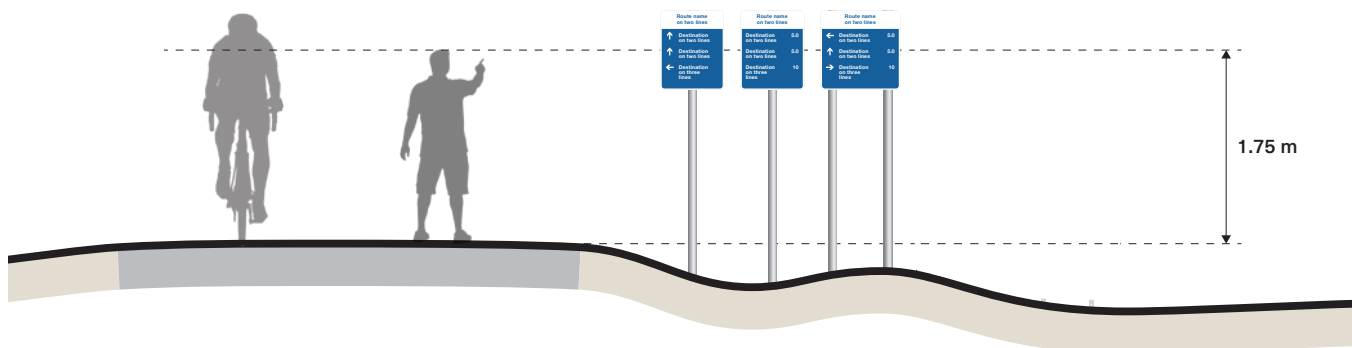 Route name
on two lines
Destination
on two lines
Destination
on two lines
Destination
on three
lines
Route name
on two lines
Destination 5.0
on two lines
Destination 5.0
on two lines
Destination 10
on three
lines
Route name
on two lines
Destination 5.0
on two lines
Destination 5.0
on two lines
Destination 10
on three
lines
1.75 m